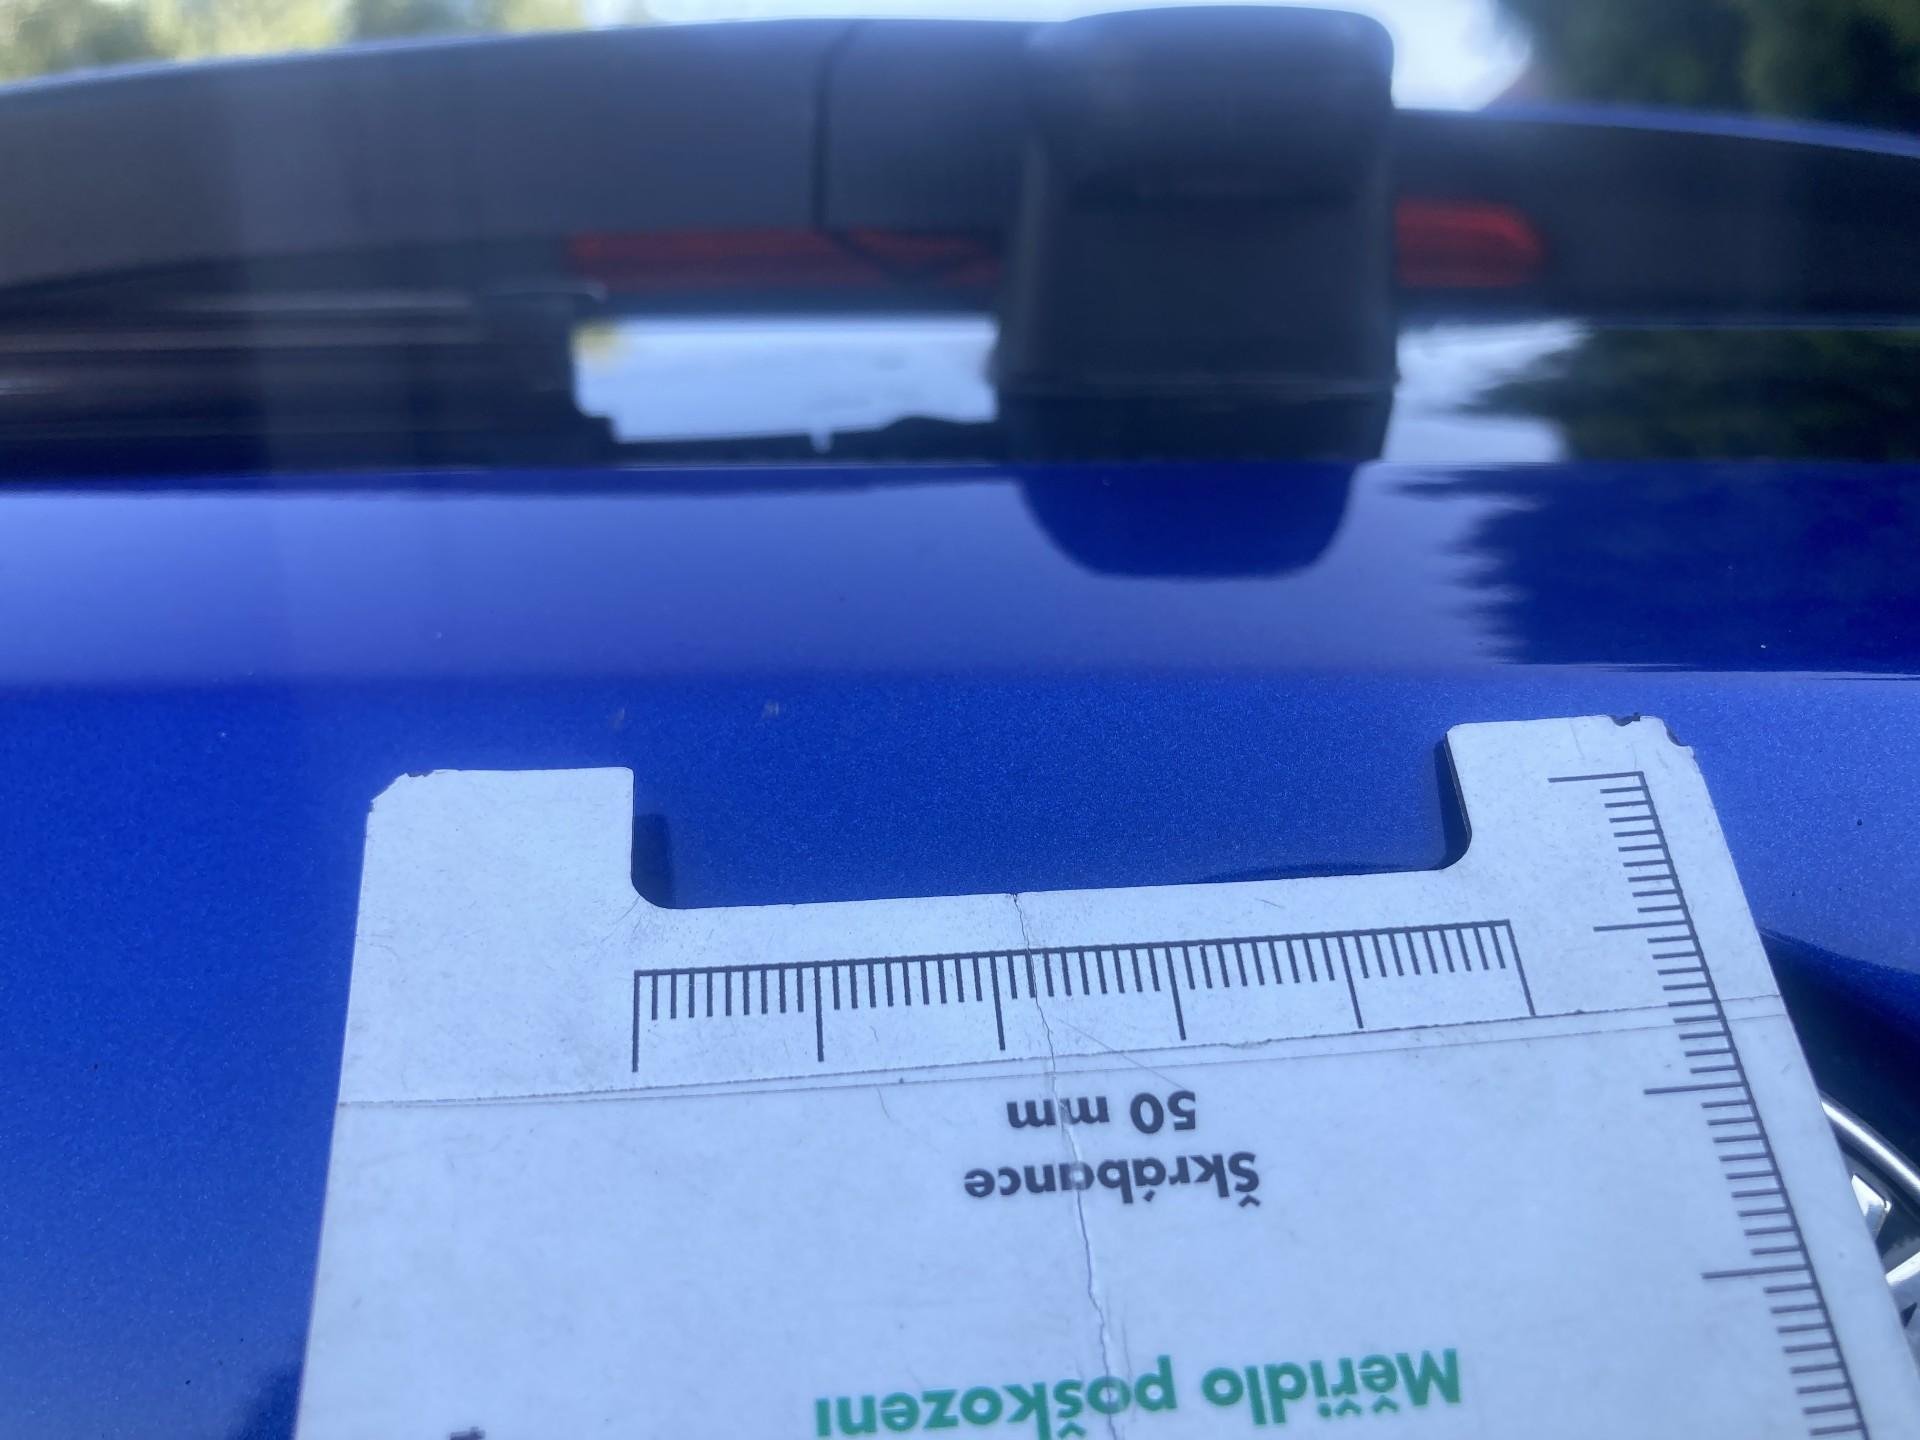 Měřidlo poškození
Škrábance
50 mm